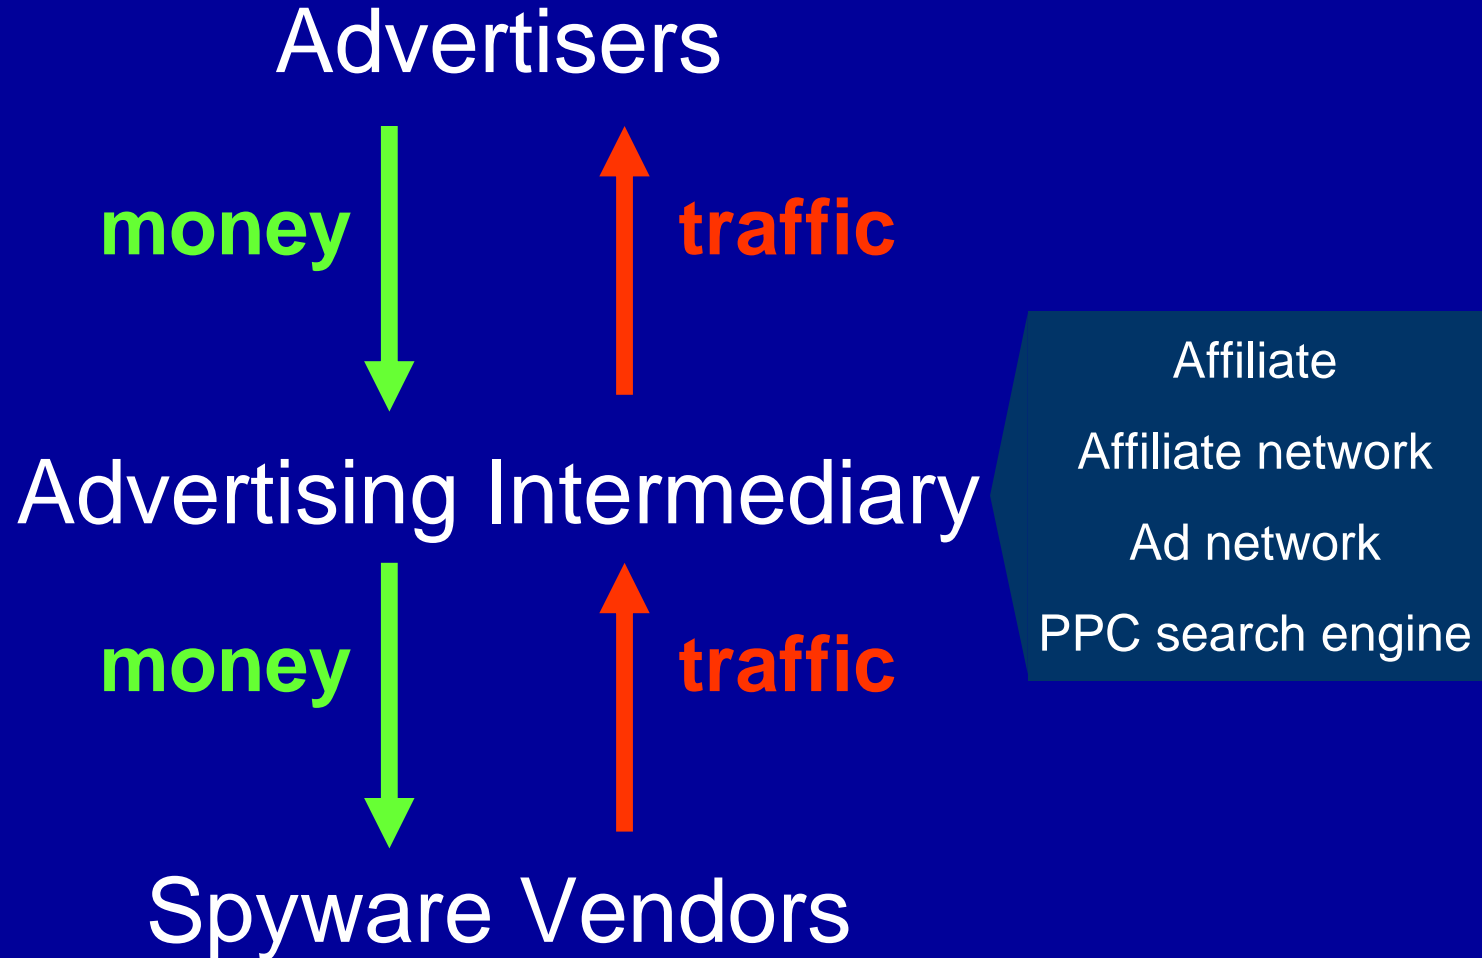 Advertisers
money
traffic
Affiliate
Affiliate network
Advertising Intermediary
Ad network
PPC search engine
money
traffic
Spyware Vendors